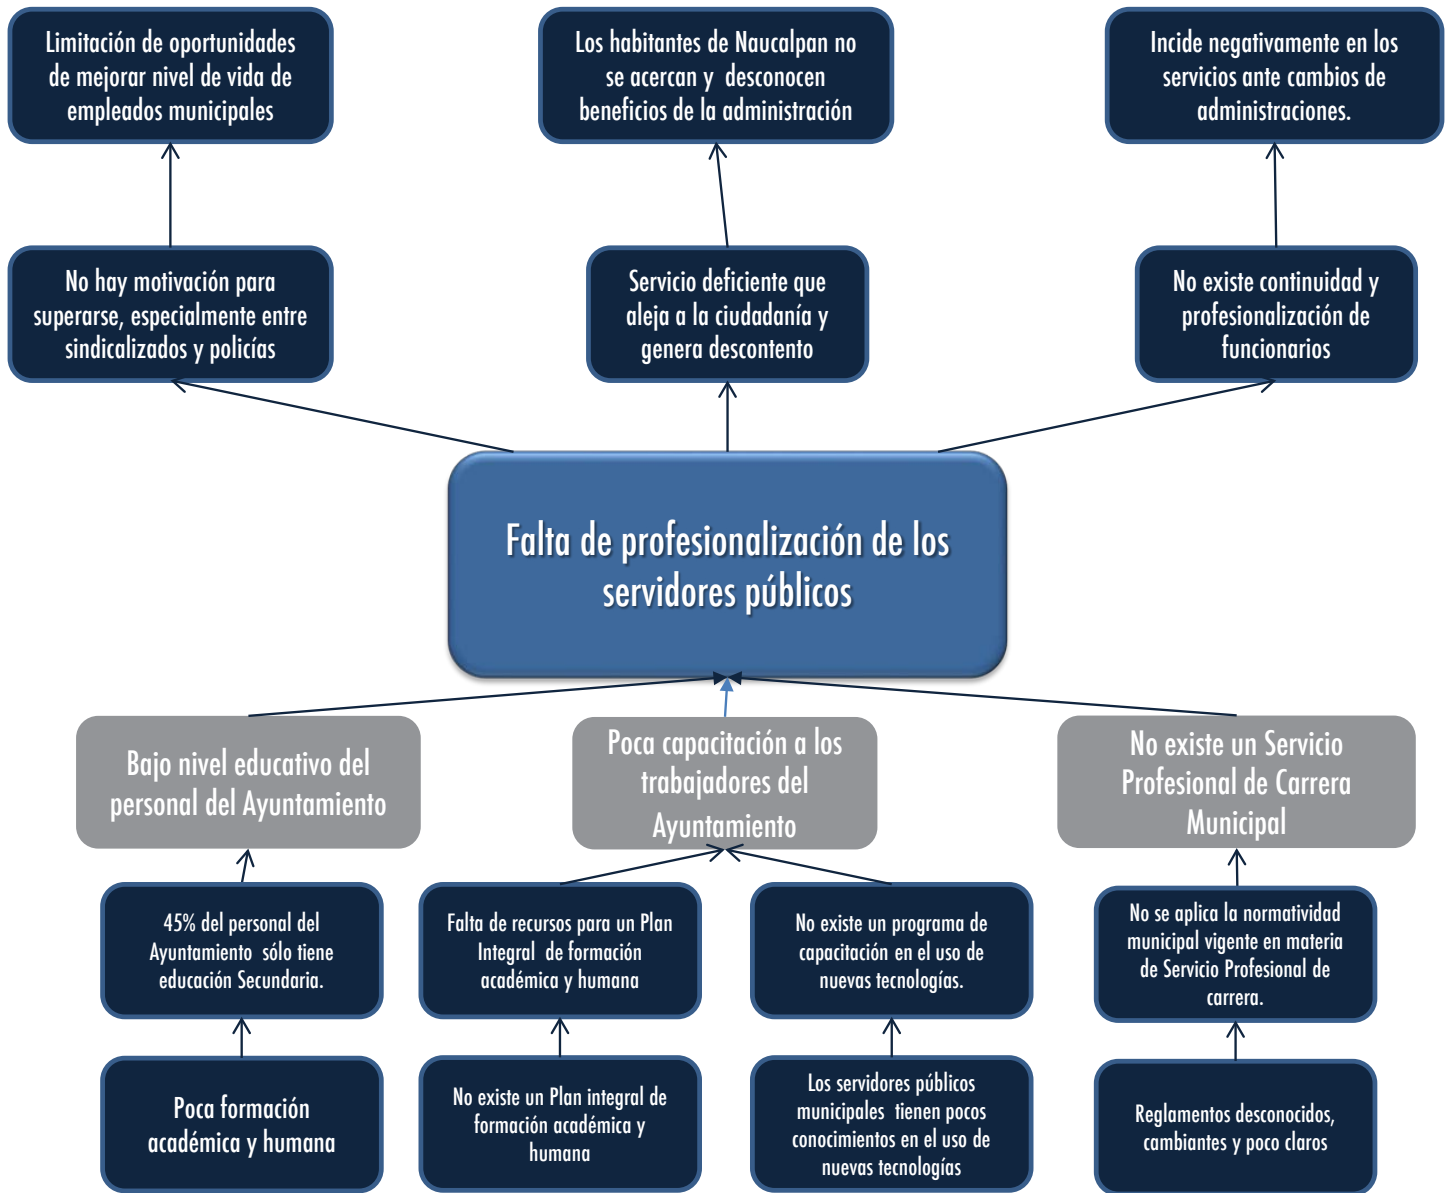 Limitación de oportunidades
de mejorar nivel de vida de
empleados municipales
Los habitantes de Naucalpan no
se acercan y desconocen
beneficios de la administración
Incide negativamente en los
servicios ante cambios de
administraciones.
No hay motivación para
superarse, especialmente entre
sindicalizados y policías
Servicio deficiente que
aleja a la ciudadanía y
genera descontento
No existe continuidad y
profesionalización de
funcionarios
Falta de profesionalización de los
servidores públicos
Bajo nivel educativo del
personal del Ayuntamiento
Poca capacitación a los
trabajadores del
Ayuntamiento
No existe un Servicio
Profesional de Carrera
Municipal
45% del personal del
Ayuntamiento sólo tiene
educación Secundaria.
Falta de recursos para un Plan
Integral de formación
académica y humana
No existe un programa de
capacitación en el uso de
nuevas tecnologías.
No se aplica la normatividad
municipal vigente en materia
de Servicio Profesional de
carrera.
Poca formación
académica y humana
No existe un Plan integral de
formación académica y
humana
Los servidores públicos
municipales tienen pocos
conocimientos en el uso de
nuevas tecnologías
Reglamentos desconocidos,
cambiantes y poco claros